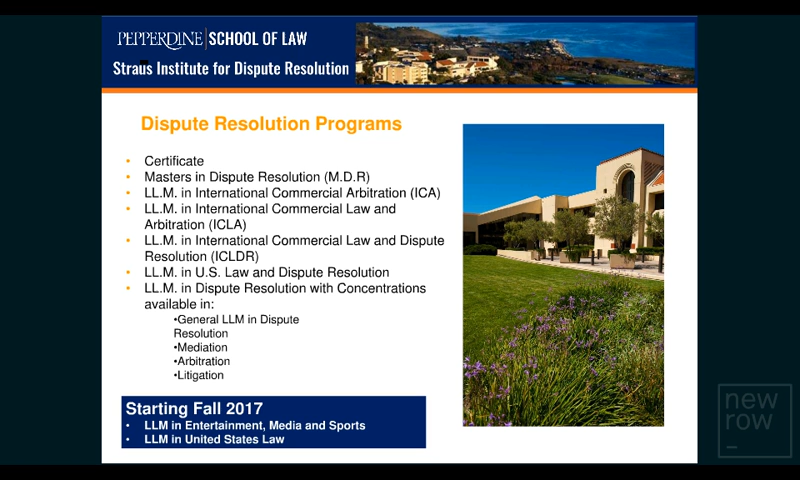 PEPPERDINE SCHOOL OF LAW
Straus Institute for Dispute Resolution
Dispute Resolution Programs
• Certificate
• Masters in Dispute Resolution (M.D.R)
• LL.M. in International Commercial Arbitration (ICA)
• LL.M. in International Commercial Law and
Arbitration (ICLA)
• LL.M. in International Commercial Law and Dispute
Resolution (ICLDR)
• LL.M. in U.S. Law and Dispute Resolution
• LL.M. in Dispute Resolution with Concentrations
available in:
•General LLM in Dispute
Resolution
•Mediation
•Arbitration
•Litigation
Starting Fall 2017
• LLM in Entertainment, Media and Sports
• LLM in United States Law
new
row